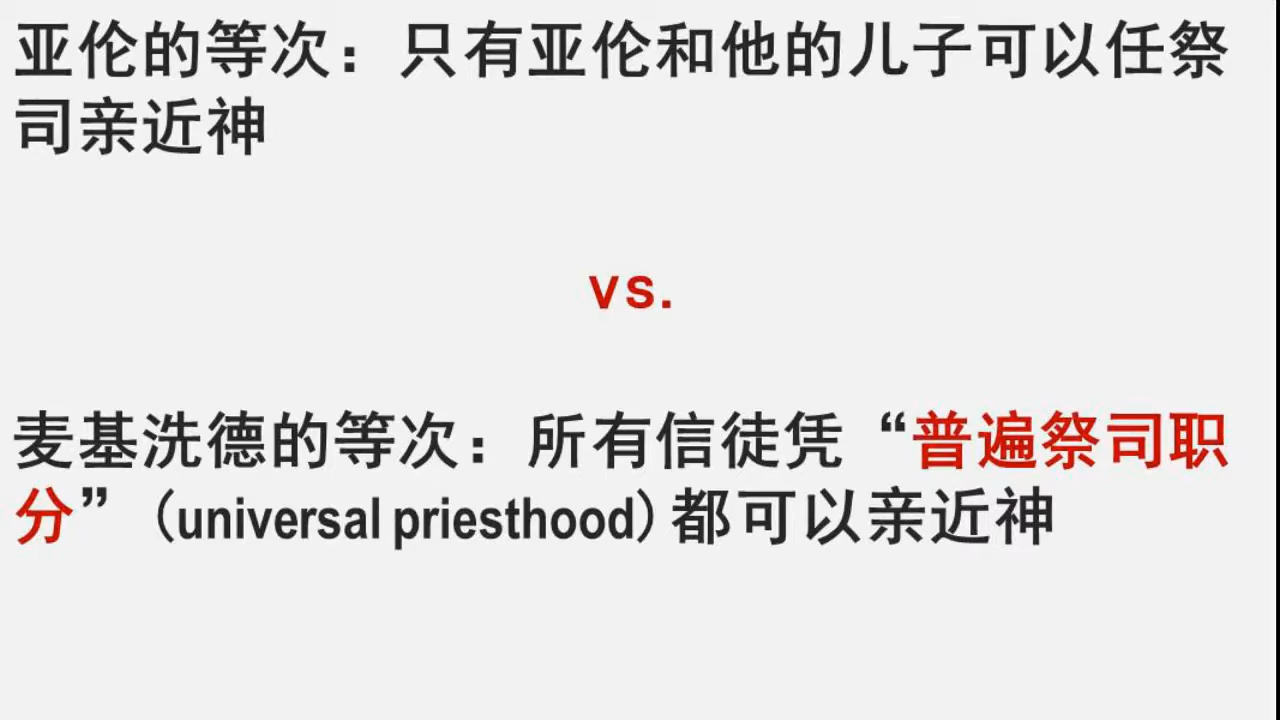 亚伦的等次：只有亚伦和他的儿子可以任祭
司亲近神
vs.
麦基洗德的等次：所有信徒凭“普遍祭司职
分”（universal priesthood）都可以亲近神